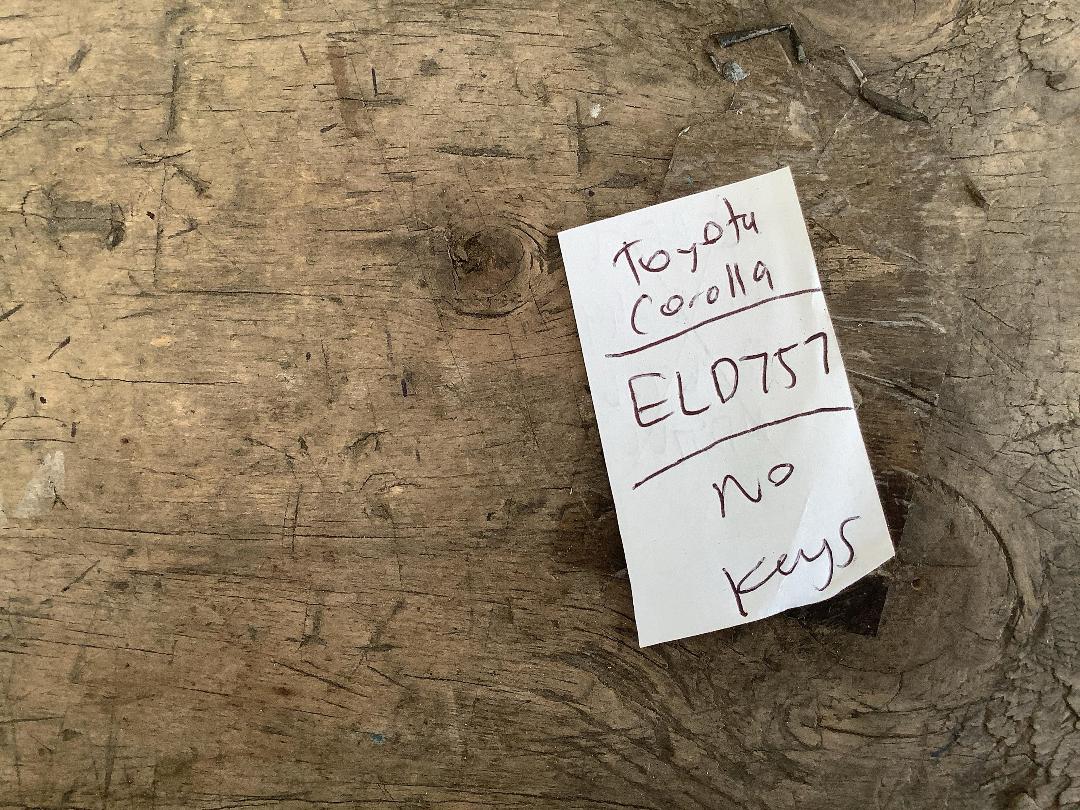 Toyota
Corolla
ELD757
no
keys